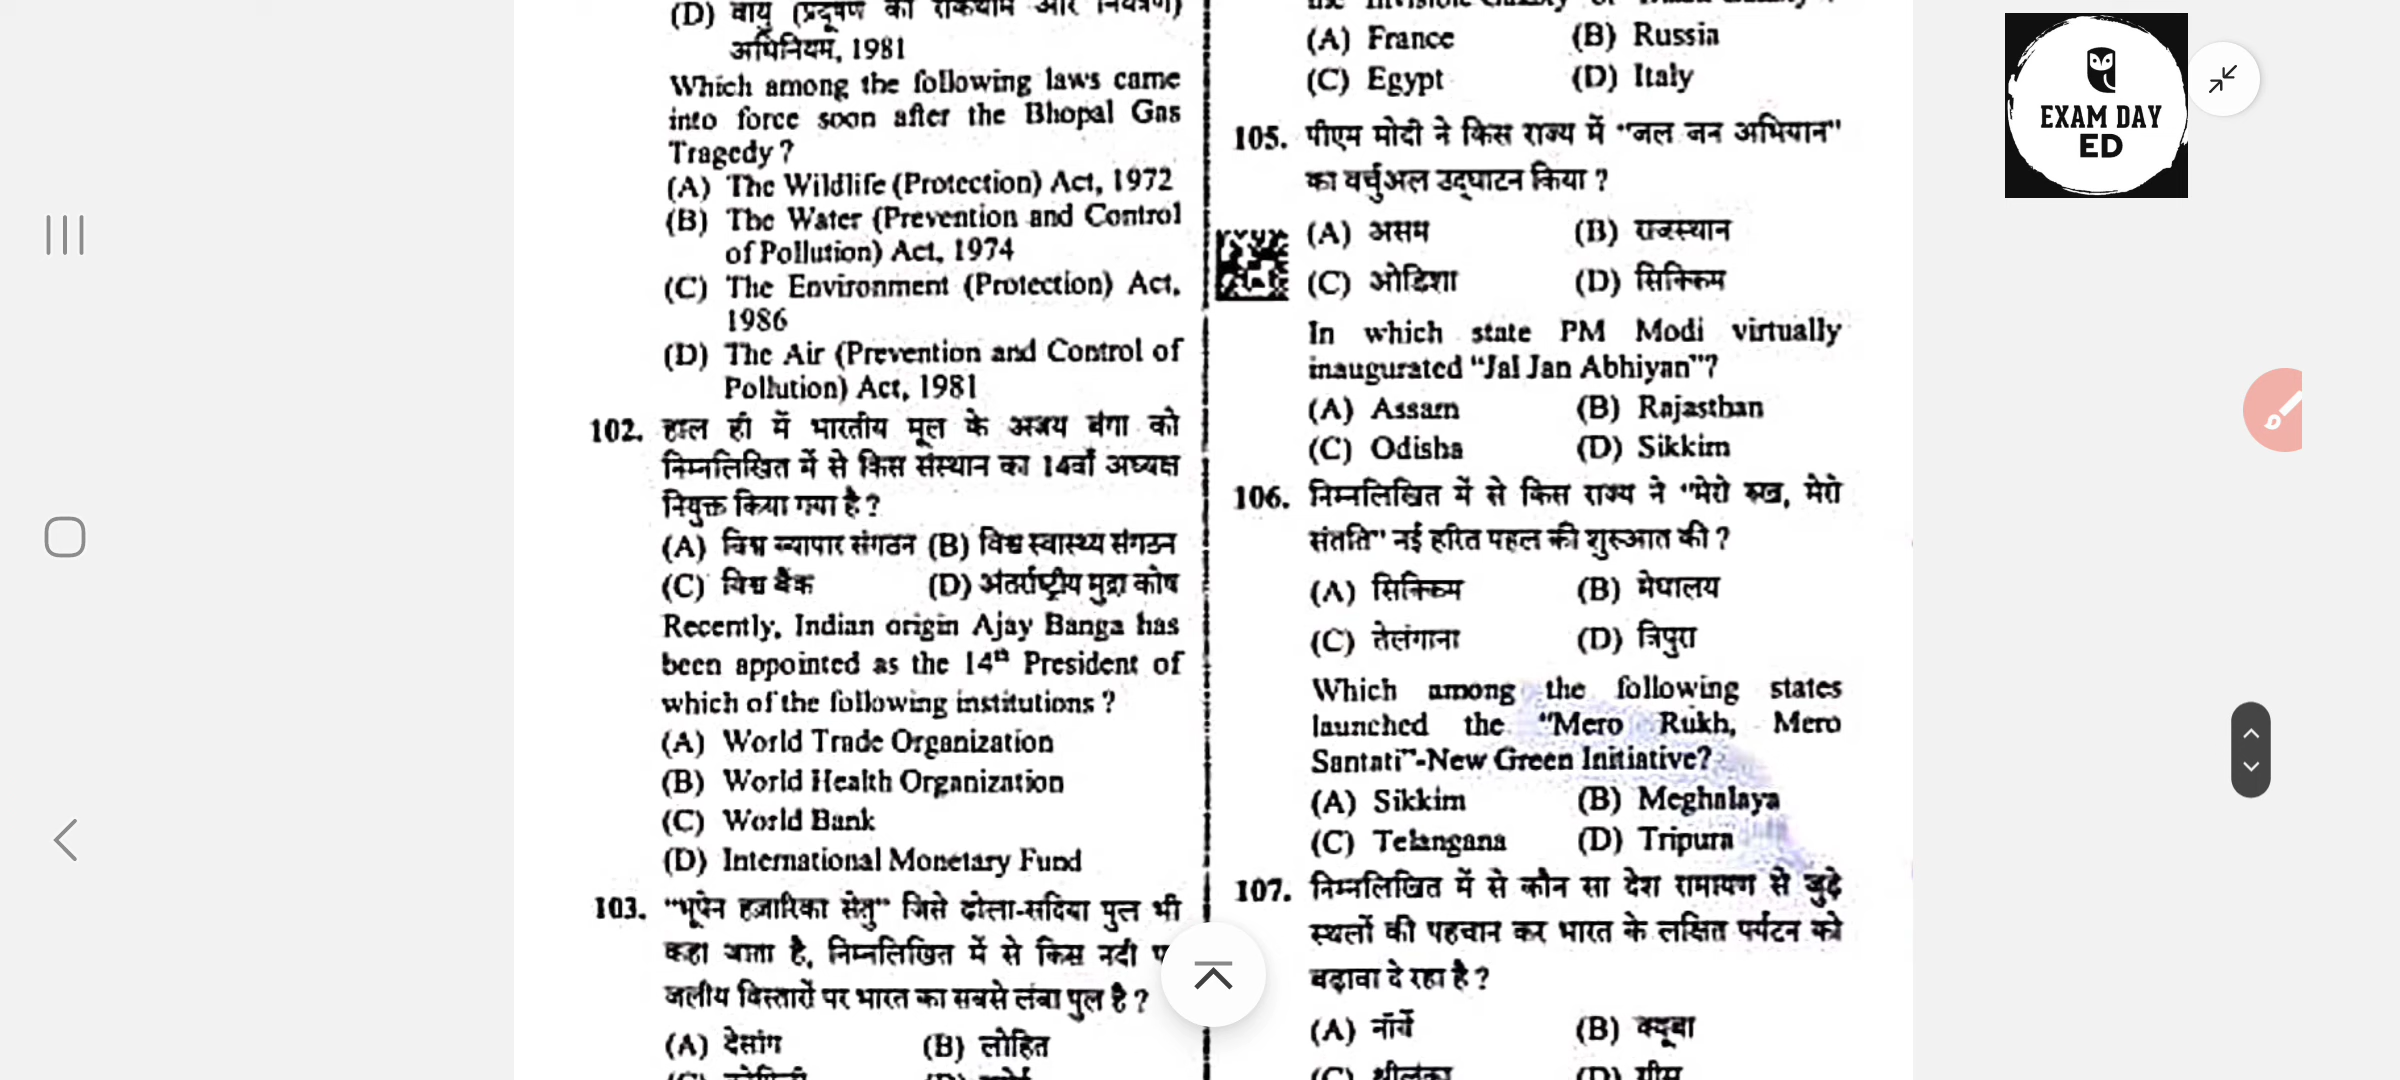 (D) वायु (प्रदूषण की रोकथाम और नियंत्रण)
अधिनियम, 1981
Which among the following laws came
into force soon after the Bhopal Gas
Tragedy ?
(A) The Wildlife (Protection) Act, 1972
(B) The Water (Prevention and Control
of Pollution) Act, 1974
(C) The Environment (Protection) Act,
1986
(D) The Air (Prevention and Control of
Pollution) Act, 1981
102. हाल ही में भारतीय मूल के अजय बंगा को
निम्नलिखित में से किस संस्थान का 14वाँ अध्यक्ष
नियुक्त किया गया है ?
(A) विश्व व्यापार संगठन (B) विश्व स्वास्थ्य संगठन
(C) विश्व बैंक (D) अंतर्राष्ट्रीय मुद्रा कोष
Recently, Indian origin Ajay Banga has
been appointed as the 14th President of
which of the following institutions ?
(A) World Trade Organization
(B) World Health Organization
(C) World Bank
(D) International Monetary Fund
103. "भूपेन हजारिका सेतु" जिसे ढोला-सदिया पुल भी
कहा जाता है, निम्नलिखित में से किस नदी
जलीय विस्तारों पर भारत का सबसे लंबा पुल है ?
(A) देसांग (B) लोहित
(A) France (B) Russia
(C) Egypt (D) Italy
105. पीएम मोदी ने किस राज्य में "जल जन अभियान"
का वर्चुअल उद्घाटन किया ?
(A) असम (B) राजस्थान
(C) ओडिशा (D) सिक्किम
In which state PM Modi virtually
inaugurated "Jal Jan Abhiyan"?
(A) Assam (B) Rajasthan
(C) Odisha (D) Sikkim
106. निम्नलिखित में से किस राज्य ने "मेरो रुख, मेरो
संतति" नई हरित पहल की शुरुआत की ?
(A) सिक्किम (B) मेघालय
(C) तेलंगाना (D) त्रिपुरा
Which among the following states
launched the "Mero Rukh, Mero
Santati"-New Green Initiative?
(A) Sikkim (B) Meghalaya
(C) Telangana (D) Tripura
107. निम्नलिखित में से कौन सा देश रामायण से जुड़े
स्थलों की पहचान कर भारत के लक्षित पर्यटन को
बढ़ावा दे रहा है ?
(A) नॉर्वे (B) क्यूबा
(C) श्रीलंका (D) ग्रीस
EXAM DAY
ED